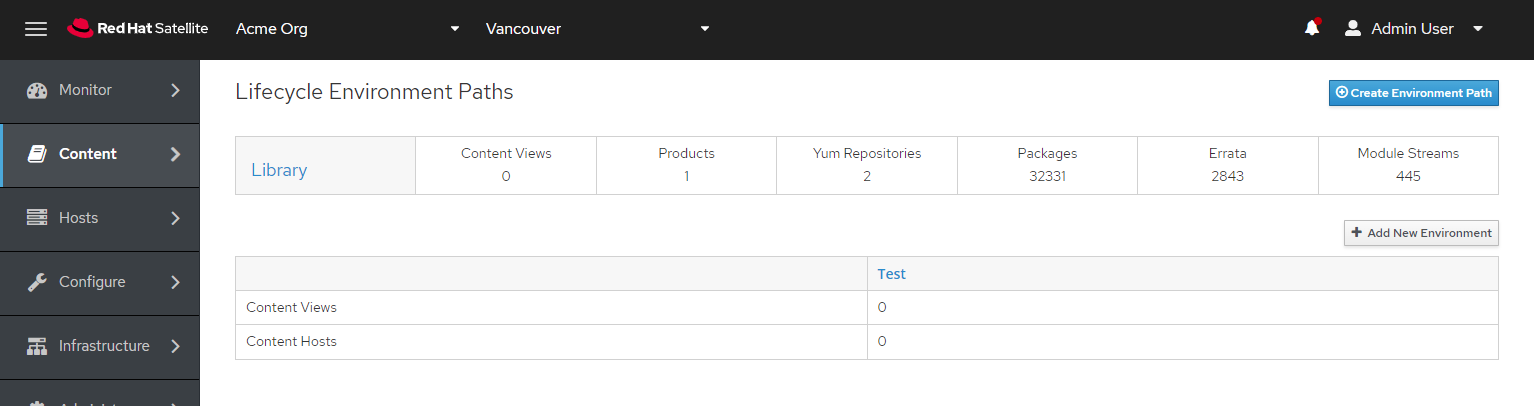 Red Hat Satellite Acme Org Vancouver Admin User
Monitor
Content
Hosts
Configure
Infrastructure
Lifecycle Environment Paths
Create Environment Path
Library
Content Views Products Yum Repositories Packages Errata Module Streams
0 1 2 32331 2843 445
Add New Environment
Test
Content Views 0
Content Hosts 0